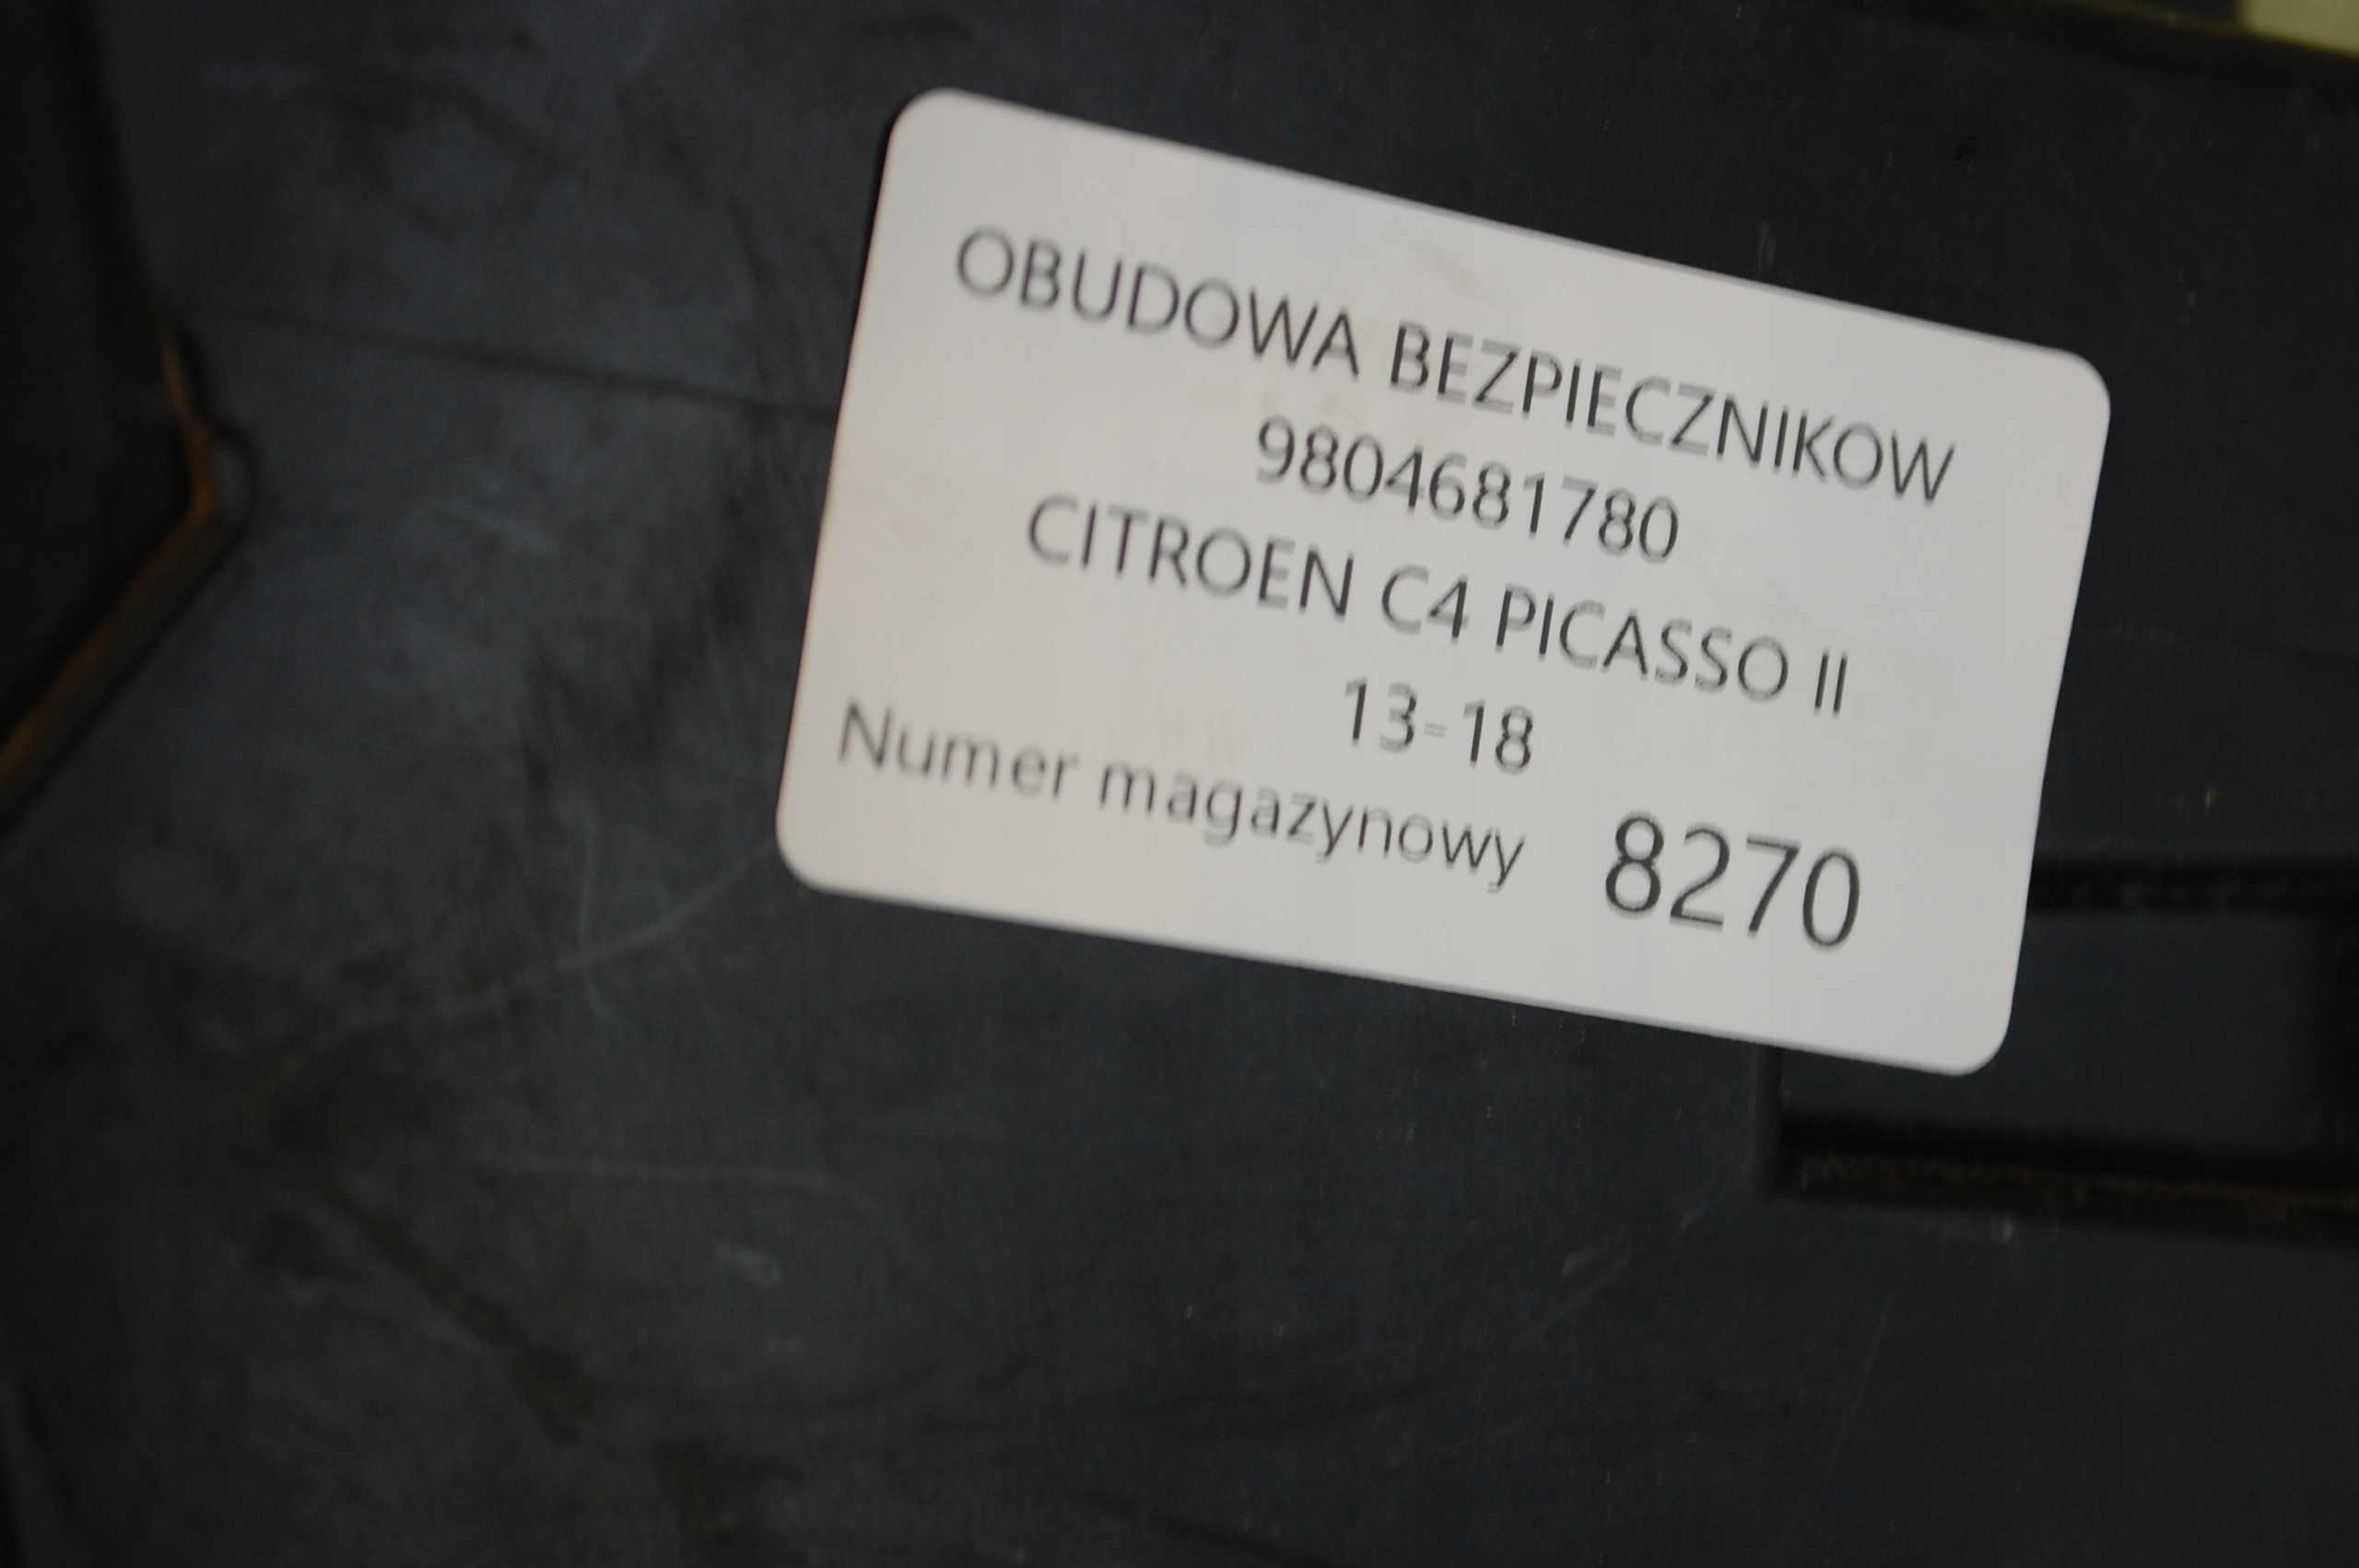 OBUDOWA BEZPIECZNIKOW
9804681780
CITROEN C4 PICASSO II
13-18
Numer magazynowy 8270